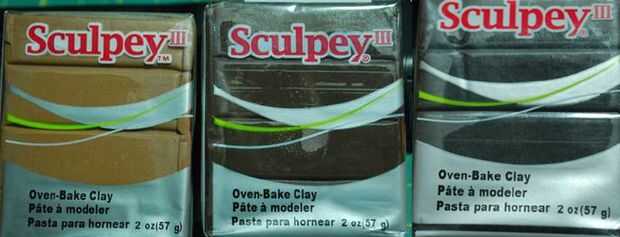 Sculpey III TM
Oven-Bake Clay
Pâte à modeler
Pasta para hornear 2 oz(57 g)
Sculpey III ®
Oven-Bake Clay
Pâte à modeler
Pasta para hornear 2 oz(57 g)
Sculpey III ®
Oven-Bake Clay
Pâte à modeler
Pasta para hornear 2 oz(57 g)